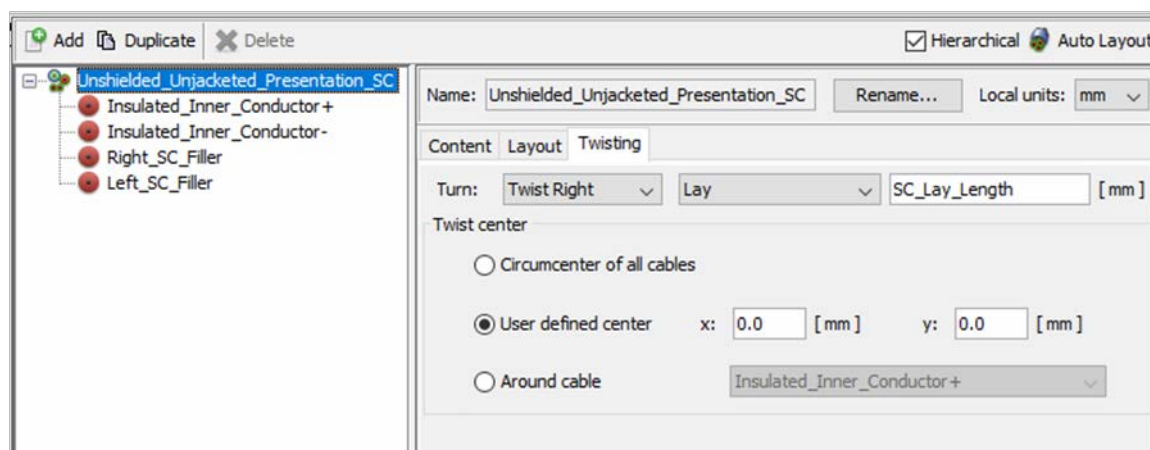 Add Duplicate Delete Hierarchical Auto Layout
Unshielded_Unjacketed_Presentation_SC
Insulated_Inner_Conductor+
Insulated_Inner_Conductor-
Right_SC_Filler
Left_SC_Filler
Name: Unshielded_Unjacketed_Presentation_SC Rename... Local units: mm
Content Layout Twisting
Turn: Twist Right Lay SC_Lay_Length [ mm ]
Twist center
Circumcenter of all cables
User defined center x: 0.0 [ mm ] y: 0.0 [ mm ]
Around cable Insulated_Inner_Conductor+